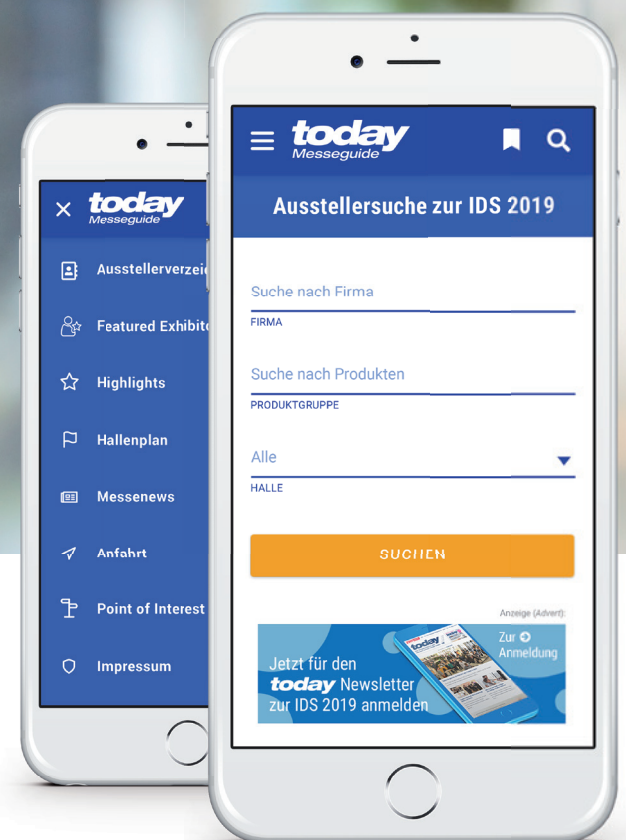 today
Messeguide
Featured
Highlights
Hallenplan
Messenews
Anfahrt
Point of Interest
Impressum
today
Messeguide
Ausstellersuche zur IDS 2019
Suche nach Firma
FIRMA
Suche nach Produkten
PRODUKTGRUPPE
Alle
HALLE
SUCHEN
Anzeige (Advert):
Jetzt für den
today Newsletter
zur IDS 2019 anmelden
Zur
Anmeldung
today